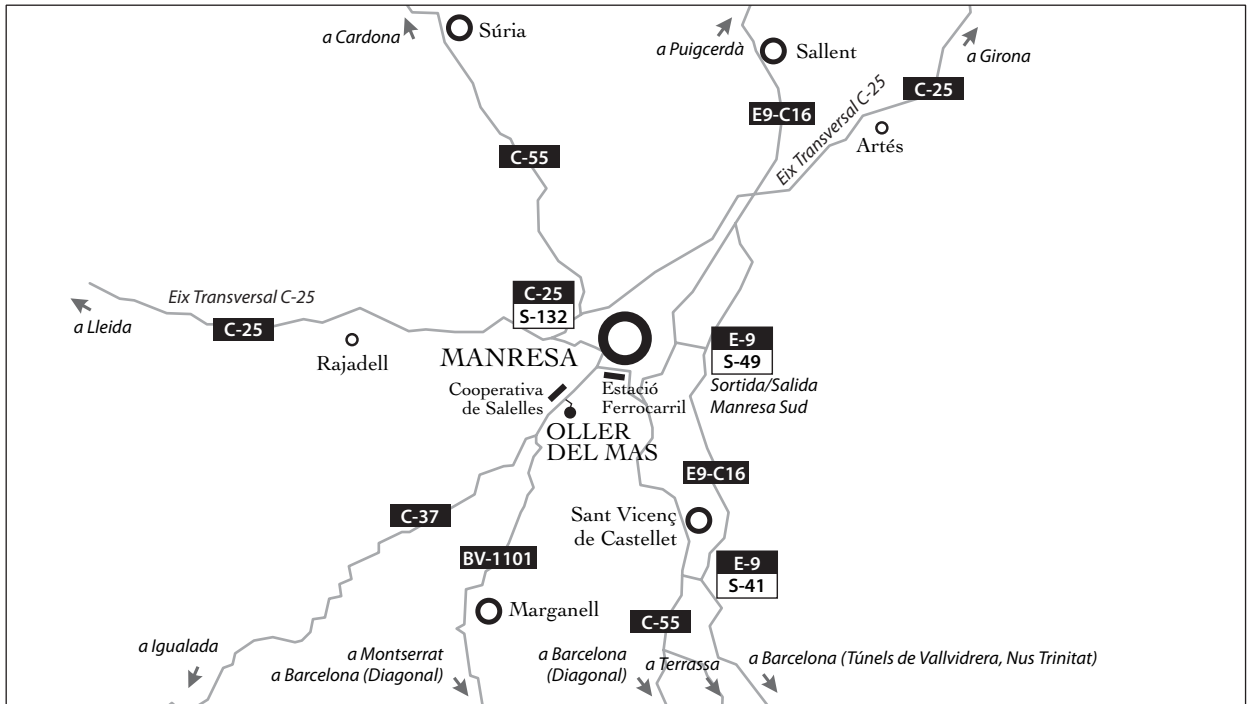 a Cardona
Súria
a Puigcerdà
Sallent
a Girona
C-25
E9-C16
Eix Transversal C-25
Artés
C-55
Eix Transversal C-25
a Lleida
C-25
Rajadell
C-25
S-132
MANRESA
E-9
S-49
Sortida/Salida
Manresa Sud
Cooperativa
de Salelles
Estació
Ferrocarril
OLLER
DEL MAS
E9-C16
C-37
Sant Vicenç
de Castellet
BV-1101
E-9
S-41
Marganell
C-55
a Igualada
a Montserrat
a Barcelona (Diagonal)
a Barcelona
(Diagonal)
a Terrassa
a Barcelona (Túnels de Vallvidrera, Nus Trinitat)